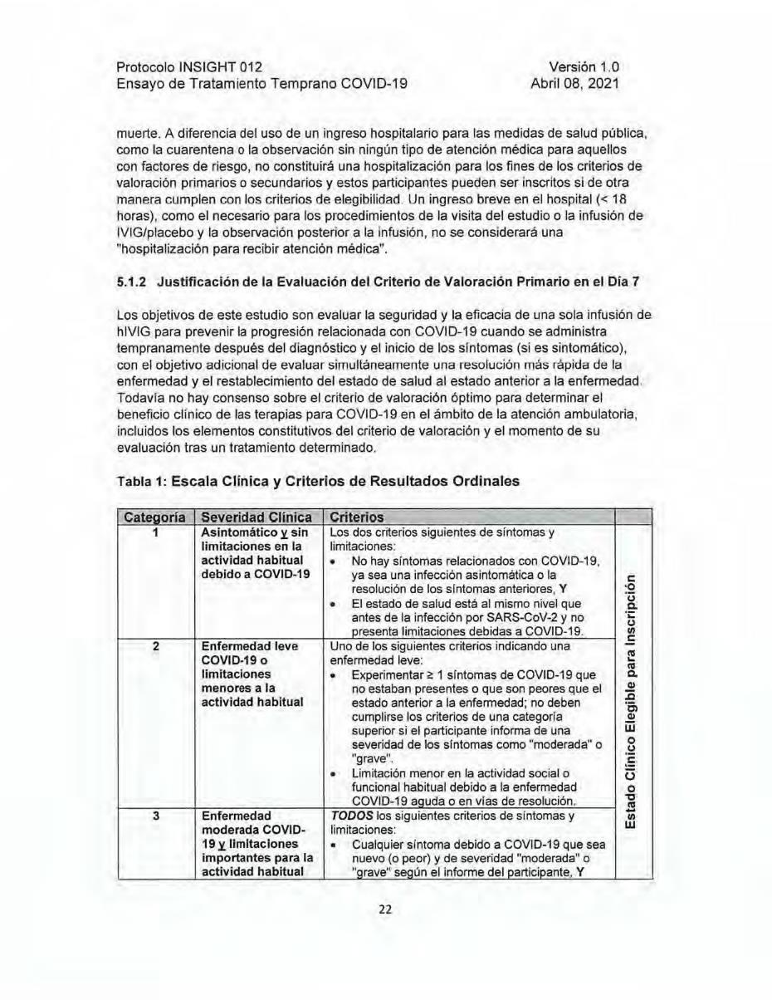 Protocolo INSIGHT 012 Versión 1.0
Ensayo de Tratamiento Temprano COVID-19 Abril 08, 2021
muerte. A diferencia del uso de un ingreso hospitalario para las medidas de salud pública,
como la cuarentena o la observación sin ningún tipo de atención médica para aquellos
con factores de riesgo, no constituirá una hospitalización para los fines de los criterios de
valoración primarios o secundarios y estos participantes pueden ser inscritos si de otra
manera cumplen con los criterios de elegibilidad. Un ingreso breve en el hospital (< 18
horas), como el necesario para los procedimientos de la visita del estudio o la infusión de
IVIG/placebo y la observación posterior a la infusión, no se considerará una
"hospitalización para recibir atención médica".
5.1.2 Justificación de la Evaluación del Criterio de Valoración Primario en el Día 7
Los objetivos de este estudio son evaluar la seguridad y la eficacia de una sola infusión de
hIVIG para prevenir la progresión relacionada con COVID-19 cuando se administra
tempranamente después del diagnóstico y el inicio de los síntomas (si es sintomático),
con el objetivo adicional de evaluar simultáneamente una resolución más rápida de la
enfermedad y el restablecimiento del estado de salud al estado anterior a la enfermedad.
Todavía no hay consenso sobre el criterio de valoración óptimo para determinar el
beneficio clínico de las terapias para COVID-19 en el ámbito de la atención ambulatoria,
incluidos los elementos constitutivos del criterio de valoración y el momento de su
evaluación tras un tratamiento determinado.
Tabla 1: Escala Clínica y Criterios de Resultados Ordinales
Categoría Severidad Clínica Criterios
1 Asintomático y sin Los dos criterios siguientes de síntomas y
limitaciones en la limitaciones:
actividad habitual • No hay síntomas relacionados con COVID-19,
debido a COVID-19 ya sea una infección asintomática o la
resolución de los síntomas anteriores, Y
• El estado de salud está al mismo nivel que
antes de la infección por SARS-CoV-2 y no
presenta limitaciones debidas a COVID-19.
2 Enfermedad leve Uno de los siguientes criterios indicando una
COVID-19 o enfermedad leve:
limitaciones • Experimentar ≥ 1 síntomas de COVID-19 que
menores a la no estaban presentes o que son peores que el
actividad habitual estado anterior a la enfermedad; no deben
cumplirse los criterios de una categoría
superior si el participante informa de una
severidad de los síntomas como "moderada" o
"grave".
• Limitación menor en la actividad social o
funcional habitual debido a la enfermedad
COVID-19 aguda o en vías de resolución.
3 Enfermedad TODOS los siguientes criterios de síntomas y
moderada COVID- limitaciones:
19 y limitaciones • Cualquier síntoma debido a COVID-19 que sea
importantes para la nuevo (o peor) y de severidad "moderada" o
actividad habitual "grave" según el informe del participante, Y
Estado Clínico Elegible para Inscripción
22